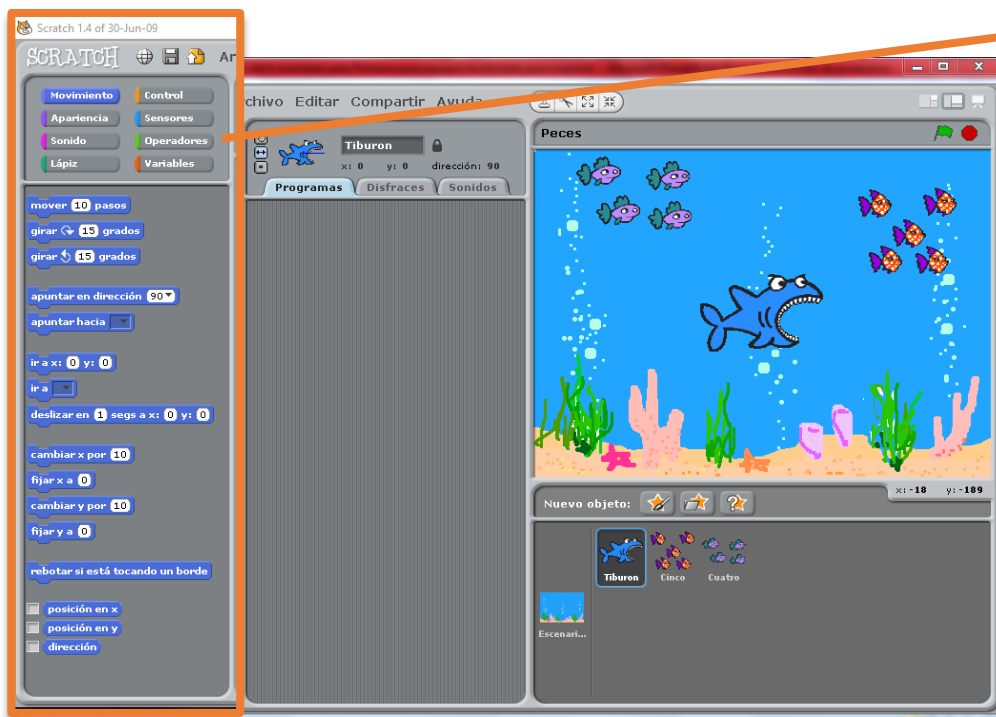 Scratch 1.4 of 30-Jun-09
SCRATCH
Ar
chivo Editar Compartir Ayuda
Movimiento
Control
Apariencia
Sensores
Sonido
Operadores
Lápiz
Variables
mover 10 pasos
girar 15 grados
girar 15 grados
apuntar en dirección 90
apuntar hacia
ir a x: 0 y: 0
ir a
deslizar en 1 segs a x: 0 y: 0
cambiar x por 10
fijar x a 0
cambiar y por 10
fijar y a 0
rebotar si está tocando un borde
posición en x
posición en y
dirección
Tiburon
x: 0 y: 0 dirección: 90
Programas Disfraces Sonidos
Peces
x: -18 y: -189
Nuevo objeto:
Tiburon
Cinco
Cuatro
Escenari...